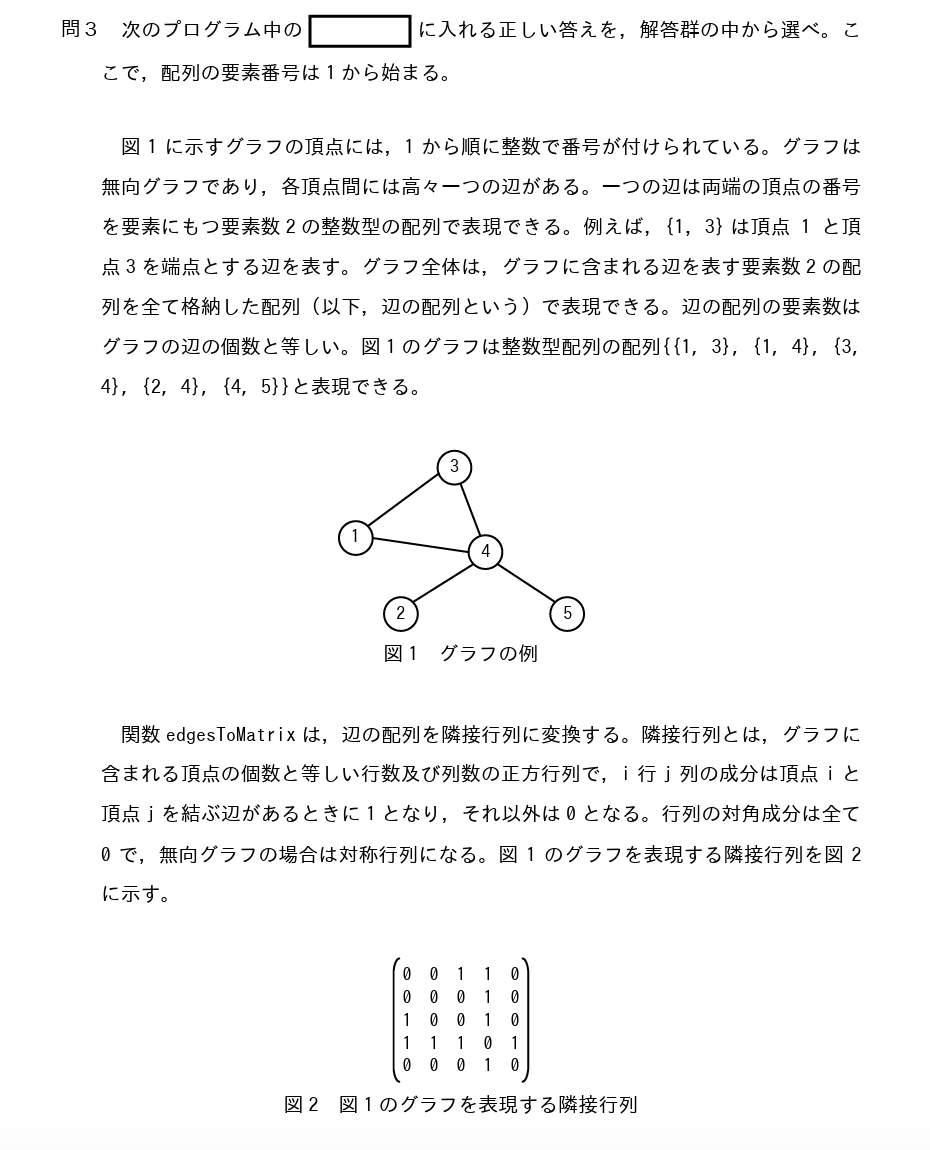 問３　次のプログラム中の　　　　　に入れる正しい答えを，解答群の中から選べ。こ
こで，配列の要素番号は 1 から始まる。
図 1 に示すグラフの頂点には，1 から順に整数で番号が付けられている。グラフは
無向グラフであり，各頂点間には高々一つの辺がある。一つの辺は両端の頂点の番号
を要素にもつ要素数 2 の整数型の配列で表現できる。例えば，{1, 3} は頂点 1 と頂
点 3 を端点とする辺を表す。グラフ全体は，グラフに含まれる辺を表す要素数 2 の配
列を全て格納した配列（以下，辺の配列という）で表現できる。辺の配列の要素数は
グラフの辺の個数と等しい。図 1 のグラフは整数型配列の配列{{1, 3}, {1, 4}, {3,
4}, {2, 4}, {4, 5}}と表現できる。
3
1
4
2
5
図 1　グラフの例
関数 edgesToMatrix は，辺の配列を隣接行列に変換する。隣接行列とは，グラフに
含まれる頂点の個数と等しい行数及び列数の正方行列で，i 行 j 列の成分は頂点 i と
頂点 j を結ぶ辺があるときに 1 となり，それ以外は 0 となる。行列の対角成分は全て
0 で，無向グラフの場合は対称行列になる。図 1 のグラフを表現する隣接行列を図 2
に示す。
0 0 1 1 0
0 0 0 1 0
1 0 0 1 0
1 1 1 0 1
0 0 0 1 0
図 2　図 1 のグラフを表現する隣接行列